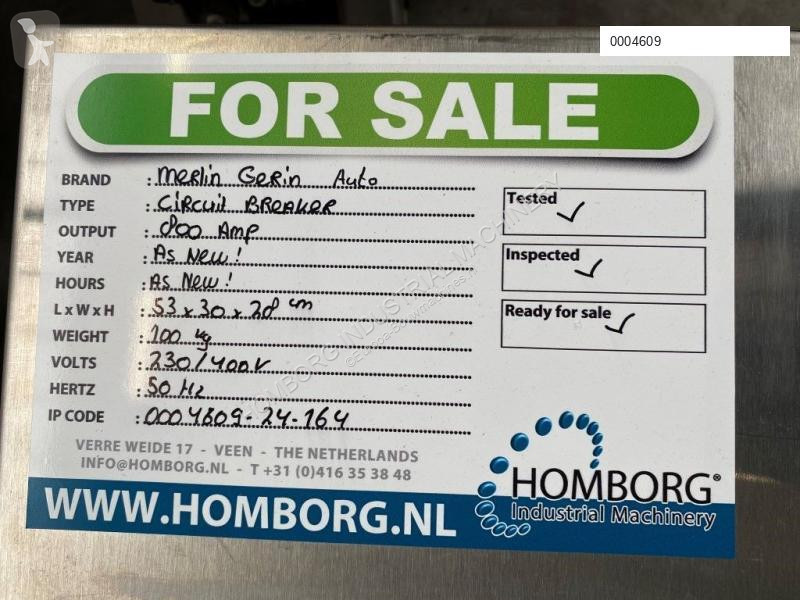 0004609
FOR SALE
BRAND : Merlin Gerin Auto
TYPE : Circuit Breaker
OUTPUT : 800 Amp
YEAR : As New!
HOURS : As New!
L x W x H : 53 x 30 x 28 cm
WEIGHT : 100 kg
VOLTS : 230/400V
HERTZ : 50 Hz
IP CODE : 0004609-24-164
Tested ✓
Inspected ✓
Ready for sale ✓
VERRE WEIDE 17 - VEEN - THE NETHERLANDS
INFO@HOMBORG.NL - T +31 (0)416 35 38 48
WWW.HOMBORG.NL
HOMBORG®
Industrial Machinery
HOMBORG INDUSTRIAL MACHINERY